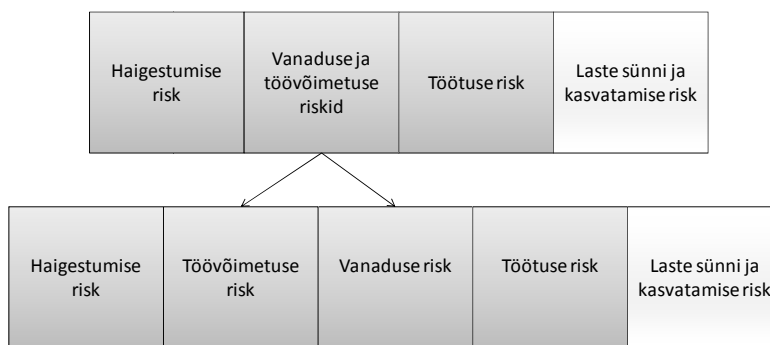 Haigestumise
risk
Vanaduse ja
töövõimetuse
riskid
Töötuse risk
Laste sünni ja
kasvatamise risk
Haigestumise
risk
Töövõimetuse
risk
Vanaduse risk
Töötuse risk
Laste sünni ja
kasvatamise risk